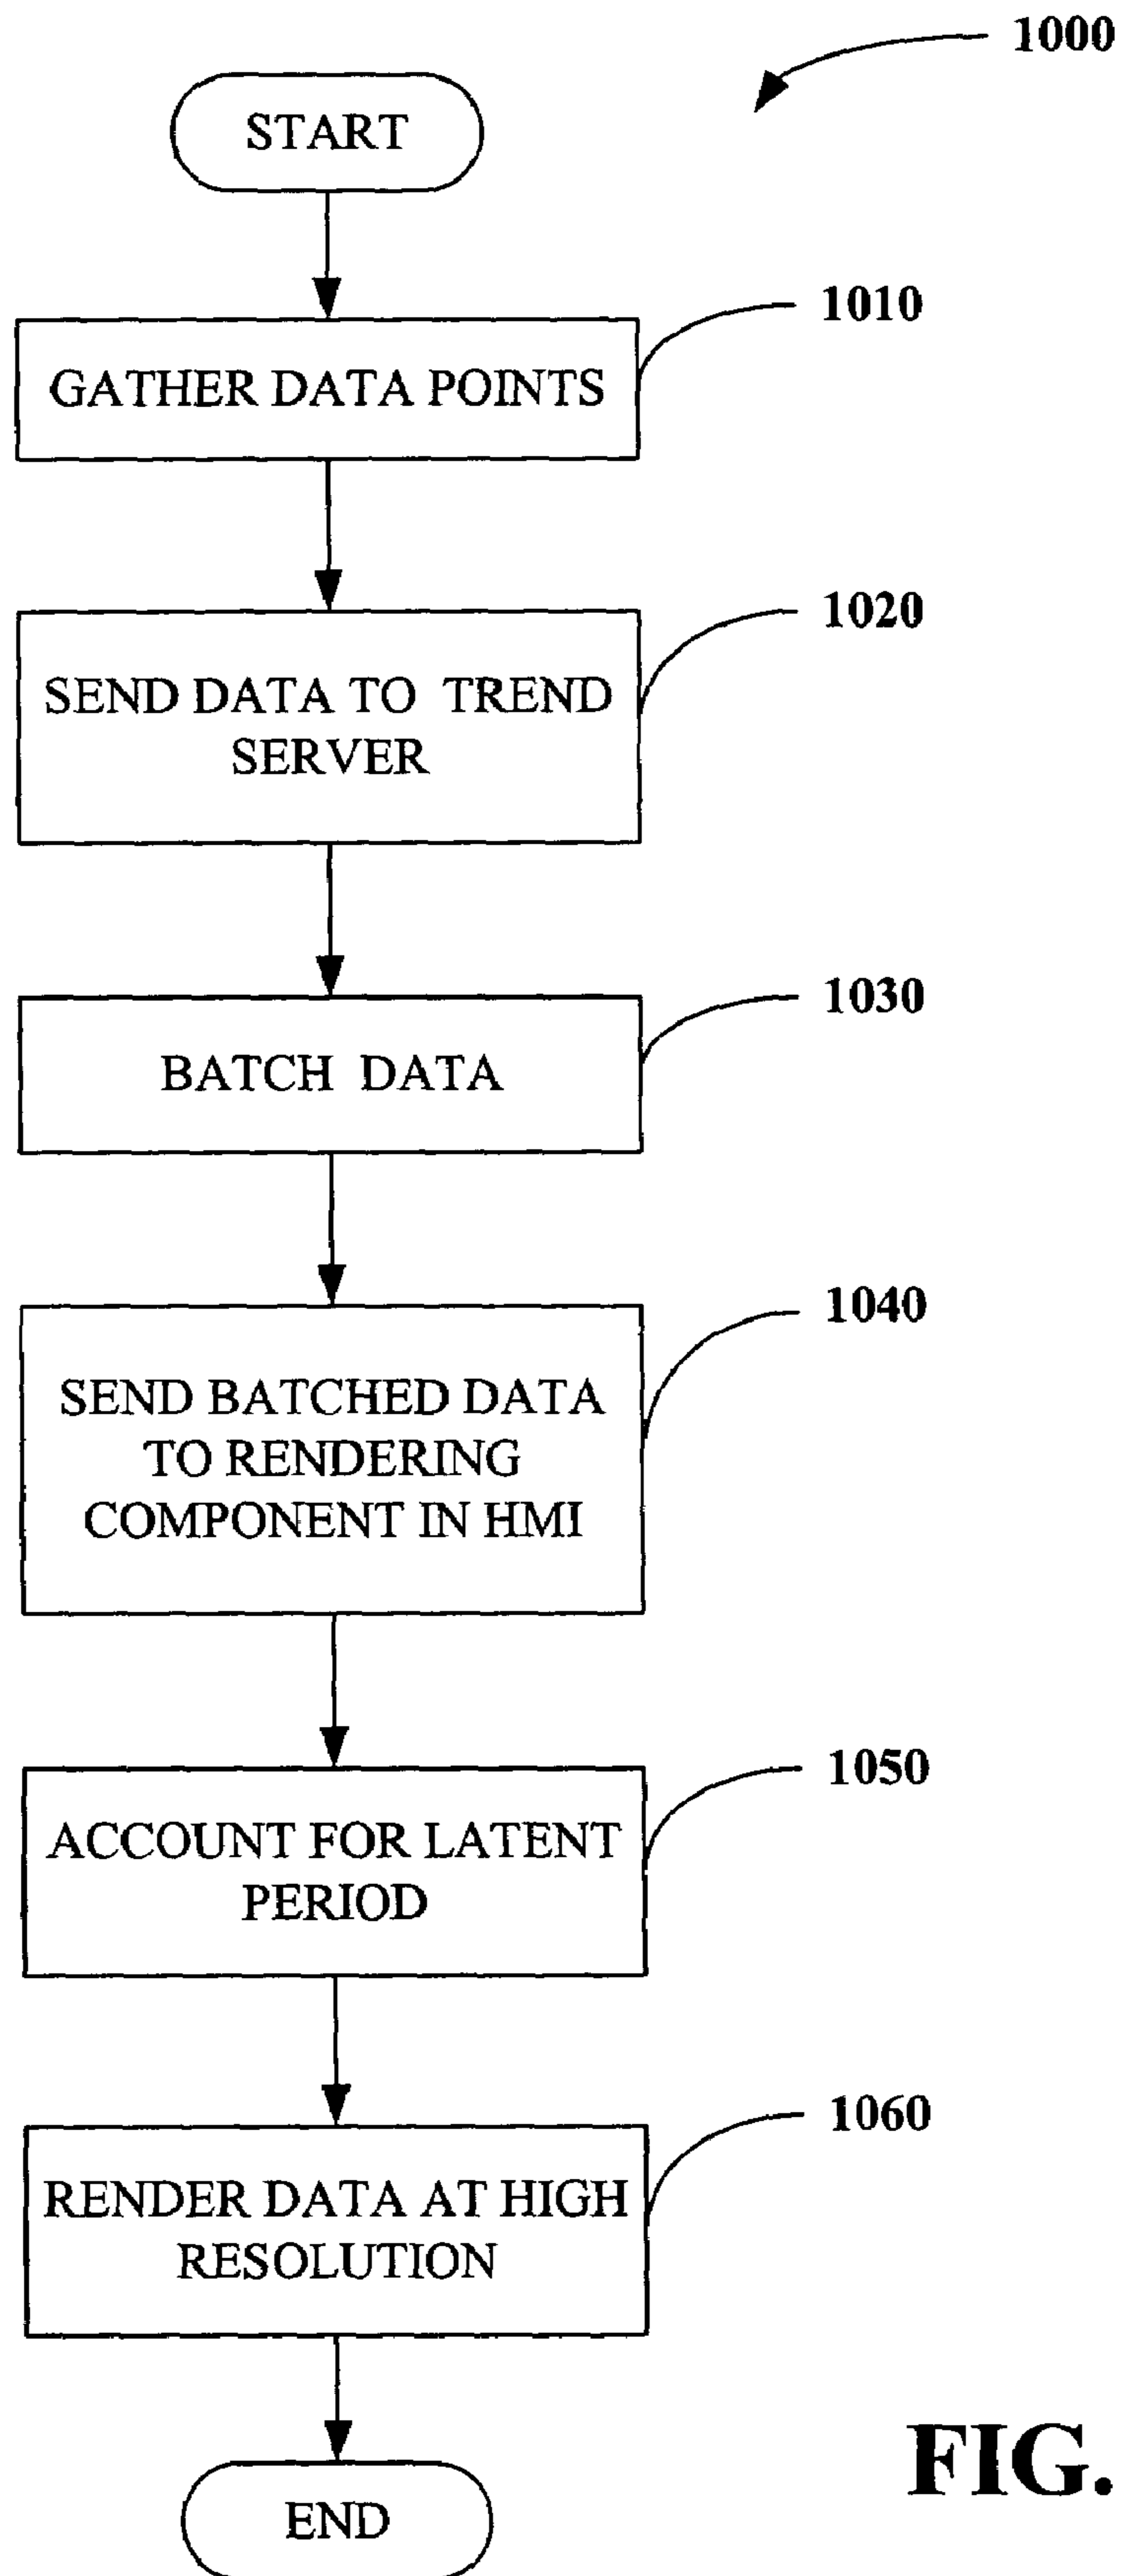 1000
START
1010
GATHER DATA POINTS
1020
SEND DATA TO TREND
SERVER
1030
BATCH DATA
1040
SEND BATCHED DATA
TO RENDERING
COMPONENT IN HMI
1050
ACCOUNT FOR LATENT
PERIOD
1060
RENDER DATA AT HIGH
RESOLUTION
FIG.
END